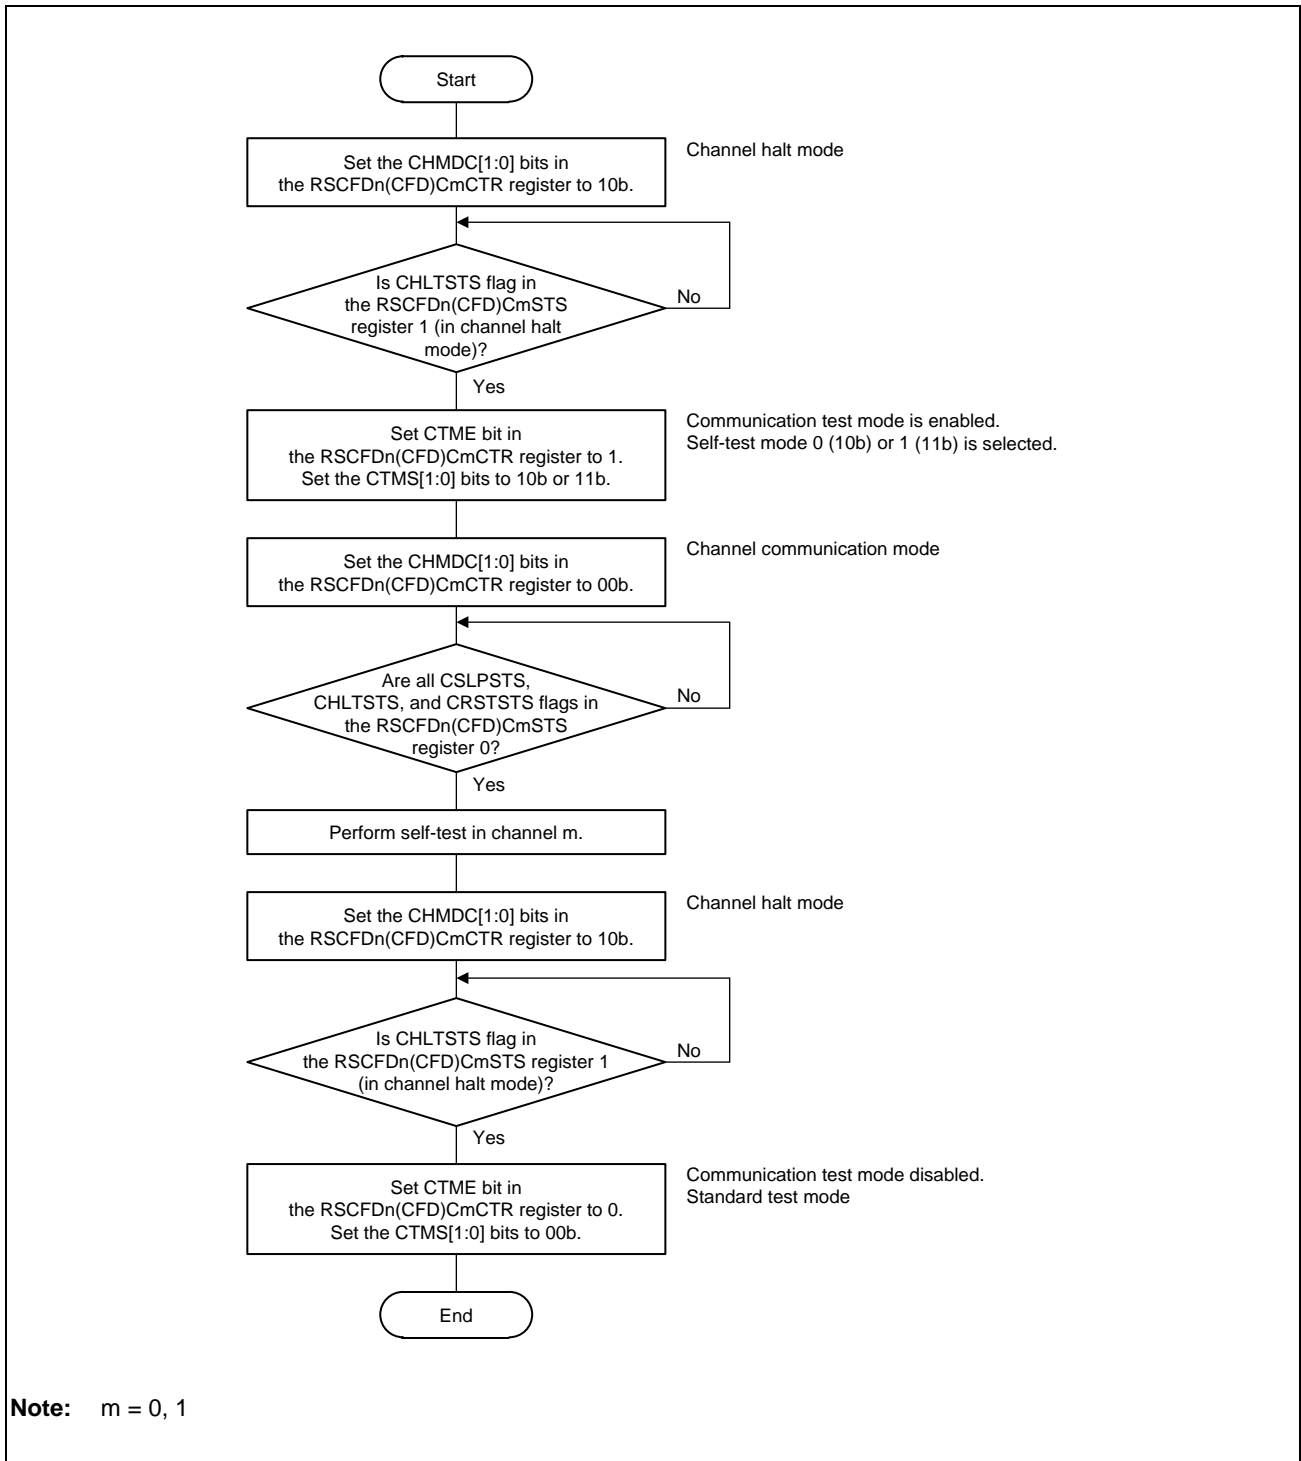 Start
Set the CHMDC[1:0] bits in
the RSCFDn(CFD)CmCTR register to 10b.
Channel halt mode
Is CHLTSTS flag in
the RSCFDn(CFD)CmSTS
register 1 (in channel halt
mode)?
No
Yes
Set CTME bit in
the RSCFDn(CFD)CmCTR register to 1.
Set the CTMS[1:0] bits to 10b or 11b.
Communication test mode is enabled.
Self-test mode 0 (10b) or 1 (11b) is selected.
Set the CHMDC[1:0] bits in
the RSCFDn(CFD)CmCTR register to 00b.
Channel communication mode
Are all CSLPSTS,
CHLTSTS, and CRSTSTS flags in
the RSCFDn(CFD)CmSTS
register 0?
No
Yes
Perform self-test in channel m.
Set the CHMDC[1:0] bits in
the RSCFDn(CFD)CmCTR register to 10b.
Channel halt mode
Is CHLTSTS flag in
the RSCFDn(CFD)CmSTS register 1
(in channel halt mode)?
No
Yes
Set CTME bit in
the RSCFDn(CFD)CmCTR register to 0.
Set the CTMS[1:0] bits to 00b.
Communication test mode disabled.
Standard test mode
End
Note: m = 0, 1